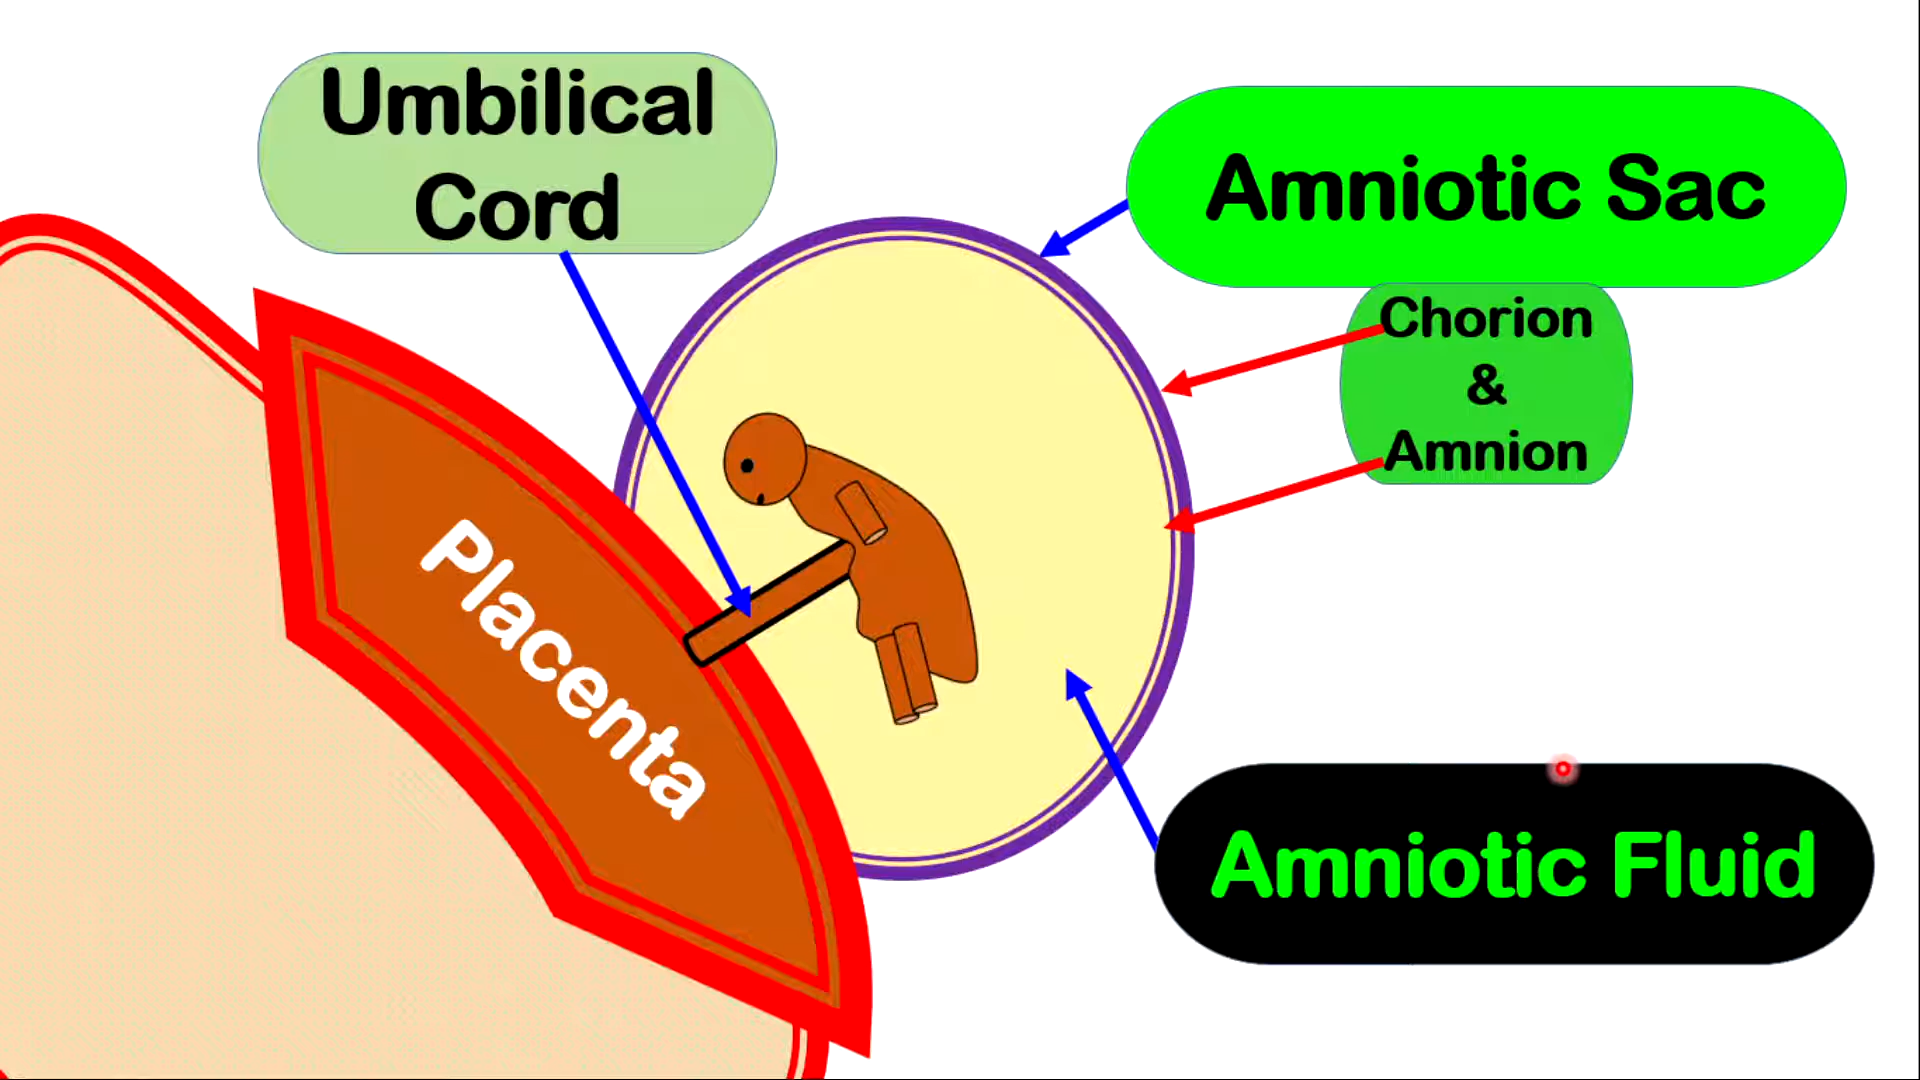 Umbilical
Cord
Amniotic Sac
Chorion
&
Amnion
Placenta
Amniotic Fluid